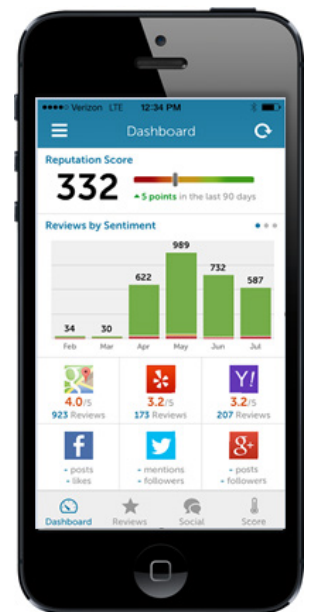 Verizon LTE 12:34 PM
Dashboard
Reputation Score
332
5 points in the last 90 days
Reviews by Sentiment
989
732
622
587
34
30
Feb Mar Apr May Jun Jul
Y!
4.0/5 3.2/5 3.2/5
923 Reviews 173 Reviews 207 Reviews
f g+
- posts - mentions - posts
- likes - followers - followers
Dashboard Reviews Social Score